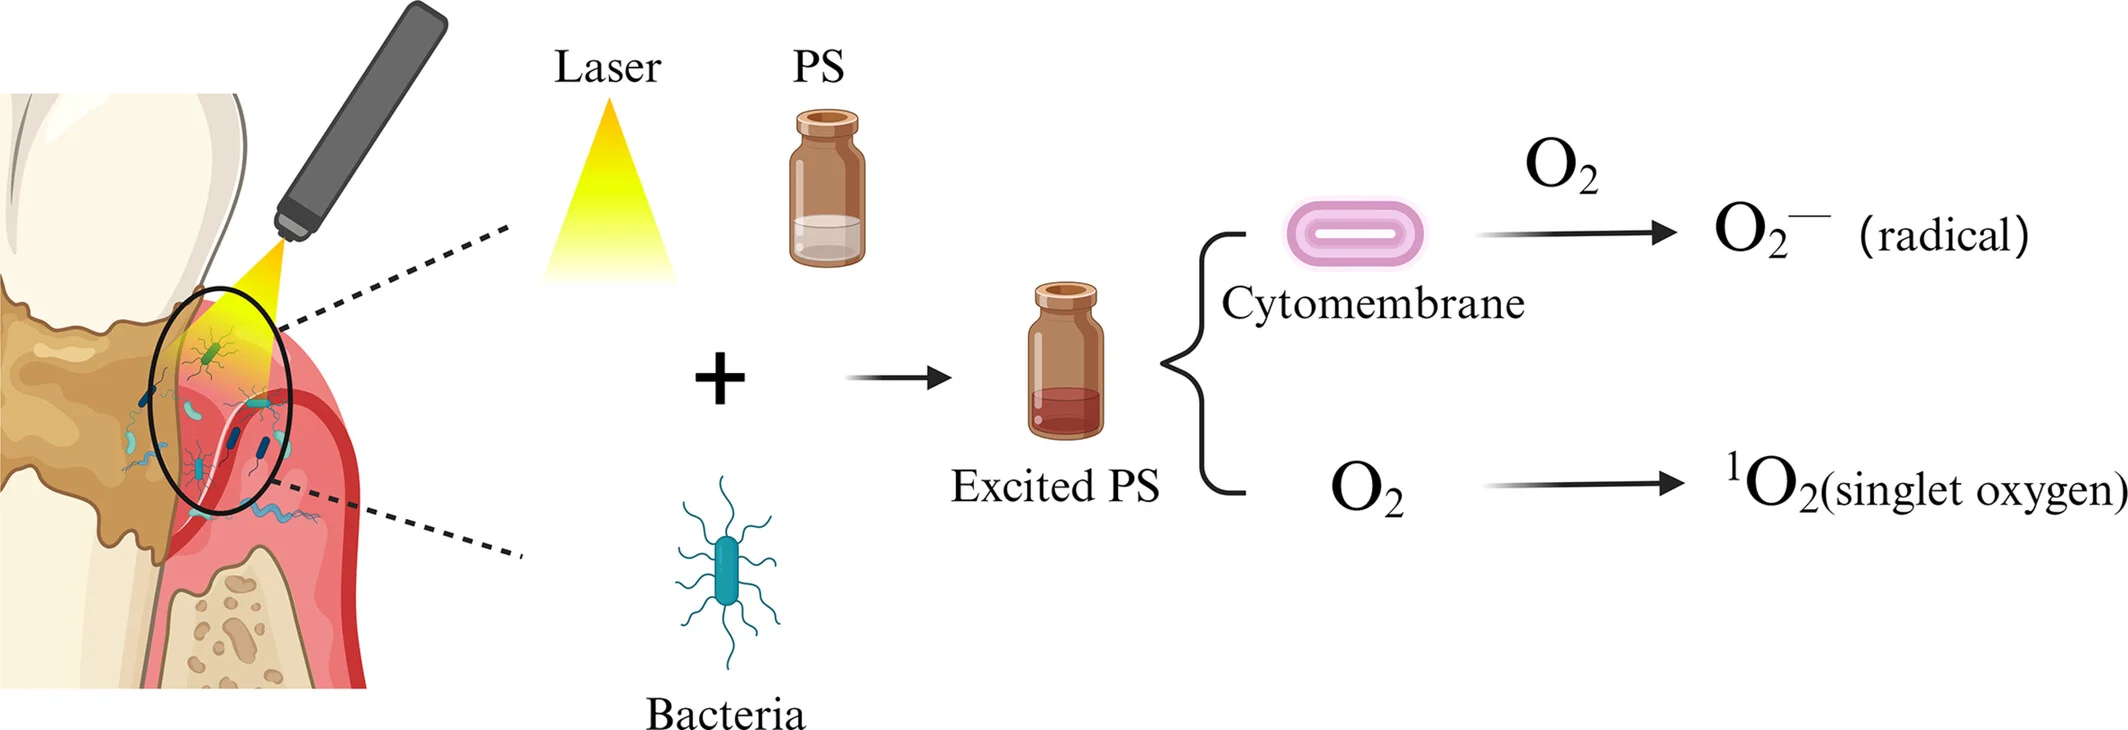 Laser
PS
+
Excited PS
Bacteria
Cytomembrane
O₂
O₂⁻ (radical)
O₂
¹O₂(singlet oxygen)